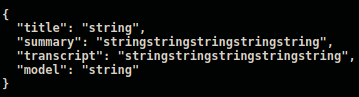 {
  "title": "string",
  "summary": "stringstringstringstringstring",
  "transcript": "stringstringstringstringstring",
  "model": "string"
}